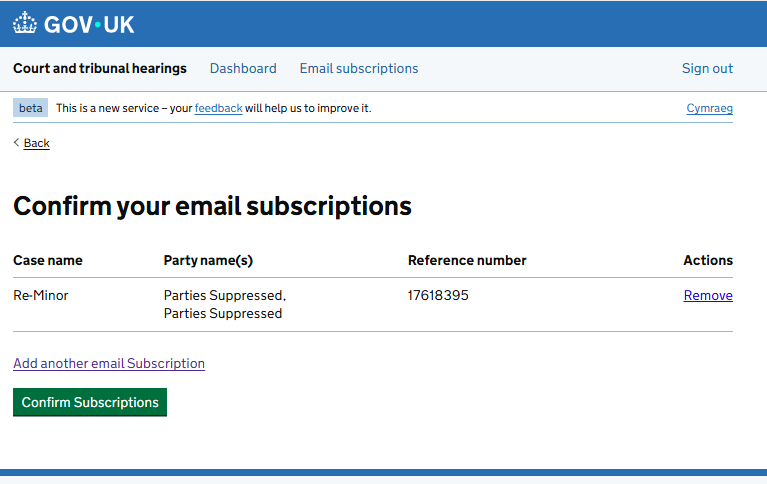 GOV·UK
Court and tribunal hearings Dashboard Email subscriptions Sign out
beta This is a new service – your feedback will help us to improve it. Cymraeg
Back
Confirm your email subscriptions
Case name Party name(s) Reference number Actions
Re-Minor Parties Suppressed, 17618395 Remove
Parties Suppressed
Add another email Subscription
Confirm Subscriptions